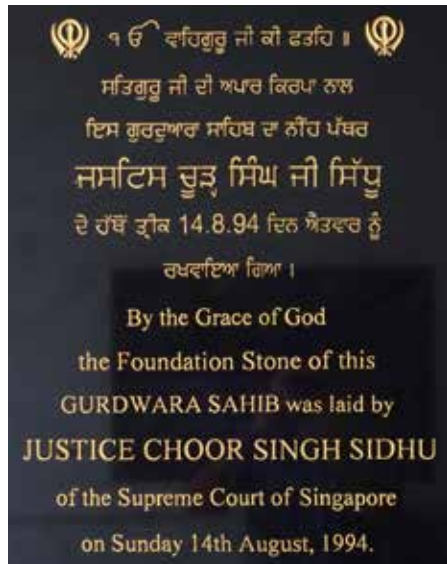 ੧ ਓ ਵਾਹਿਗੁਰੂ ਜੀ ਕੀ ਫਤਹਿ ॥
ਸਤਿਗੁਰੂ ਜੀ ਦੀ ਅਪਾਰ ਕਿਰਪਾ ਨਾਲ
ਇਸ ਗੁਰਦੁਆਰਾ ਸਾਹਿਬ ਦਾ ਨੀਂਹ ਪੱਥਰ
ਜਸਟਿਸ ਚੂੜ੍ਹ ਸਿੰਘ ਜੀ ਸਿੱਧੂ
ਦੇ ਹੱਥੋਂ ਤ੍ਰੀਕ 14.8.94 ਦਿਨ ਐਤਵਾਰ ਨੂੰ
ਰਖਵਾਇਆ ਗਿਆ ।
By the Grace of God
the Foundation Stone of this
GURDWARA SAHIB was laid by
JUSTICE CHOOR SINGH SIDHU
of the Supreme Court of Singapore
on Sunday 14th August, 1994.